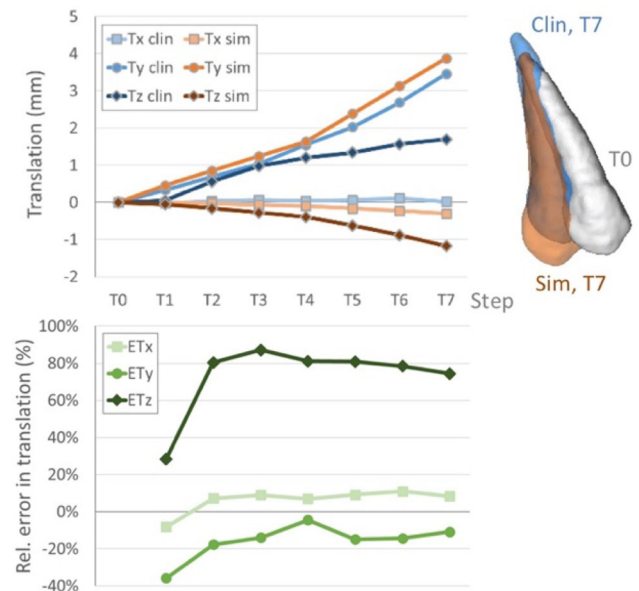 5
4
3
2
1
0
-1
-2
Translation (mm)
Tx clin Tx sim
Ty clin Ty sim
Tz clin Tz sim
T0 T1 T2 T3 T4 T5 T6 T7 Step
Clin, T7
T0
Sim, T7
100%
80%
60%
40%
20%
0%
-20%
-40%
Rel. error in translation (%)
ETx
ETy
ETz